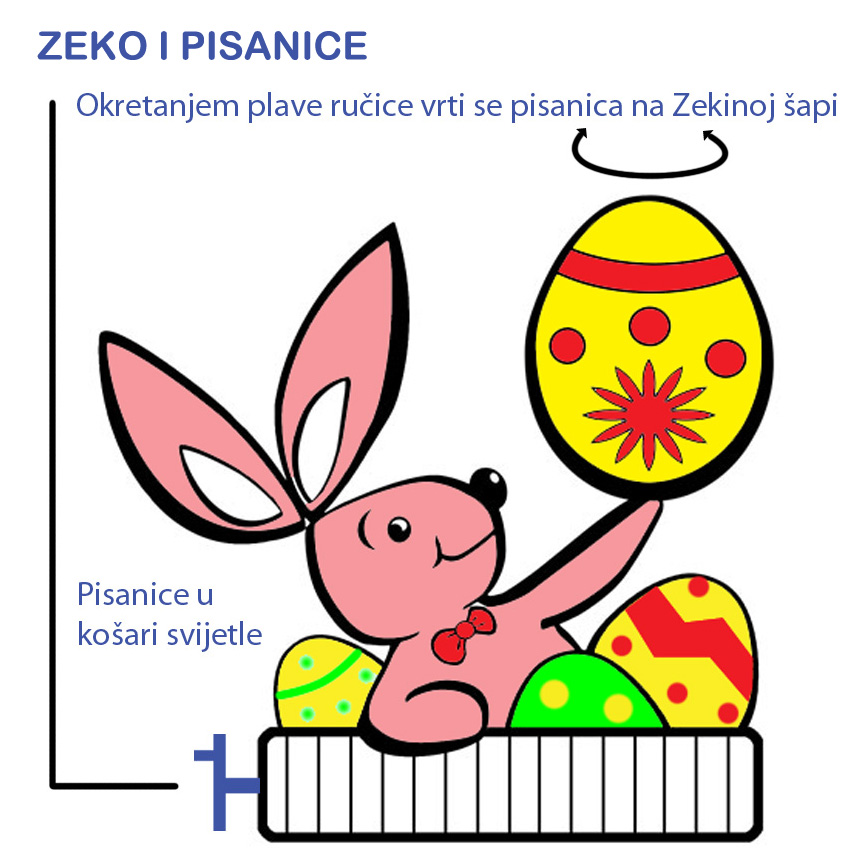 ZEKO I PISANICE
Okretanjem plave ručice vrti se pisanica na Zekinoj šapi
Pisanice u
košari svijetle